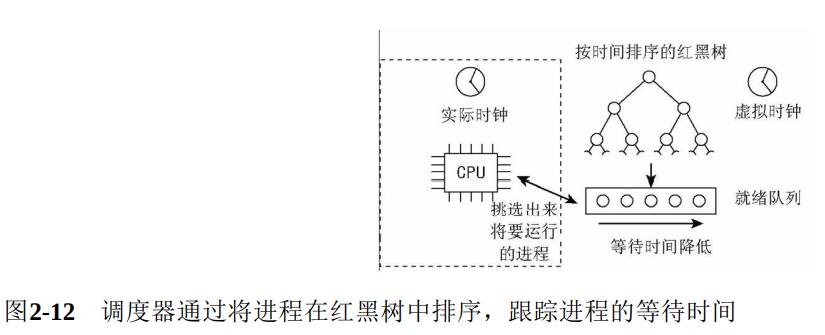 按时间排序的红黑树
实际时钟
虚拟时钟
CPU
挑选出来
将要运行
的进程
就绪队列
等待时间降低
图2-12 调度器通过将进程在红黑树中排序，跟踪进程的等待时间